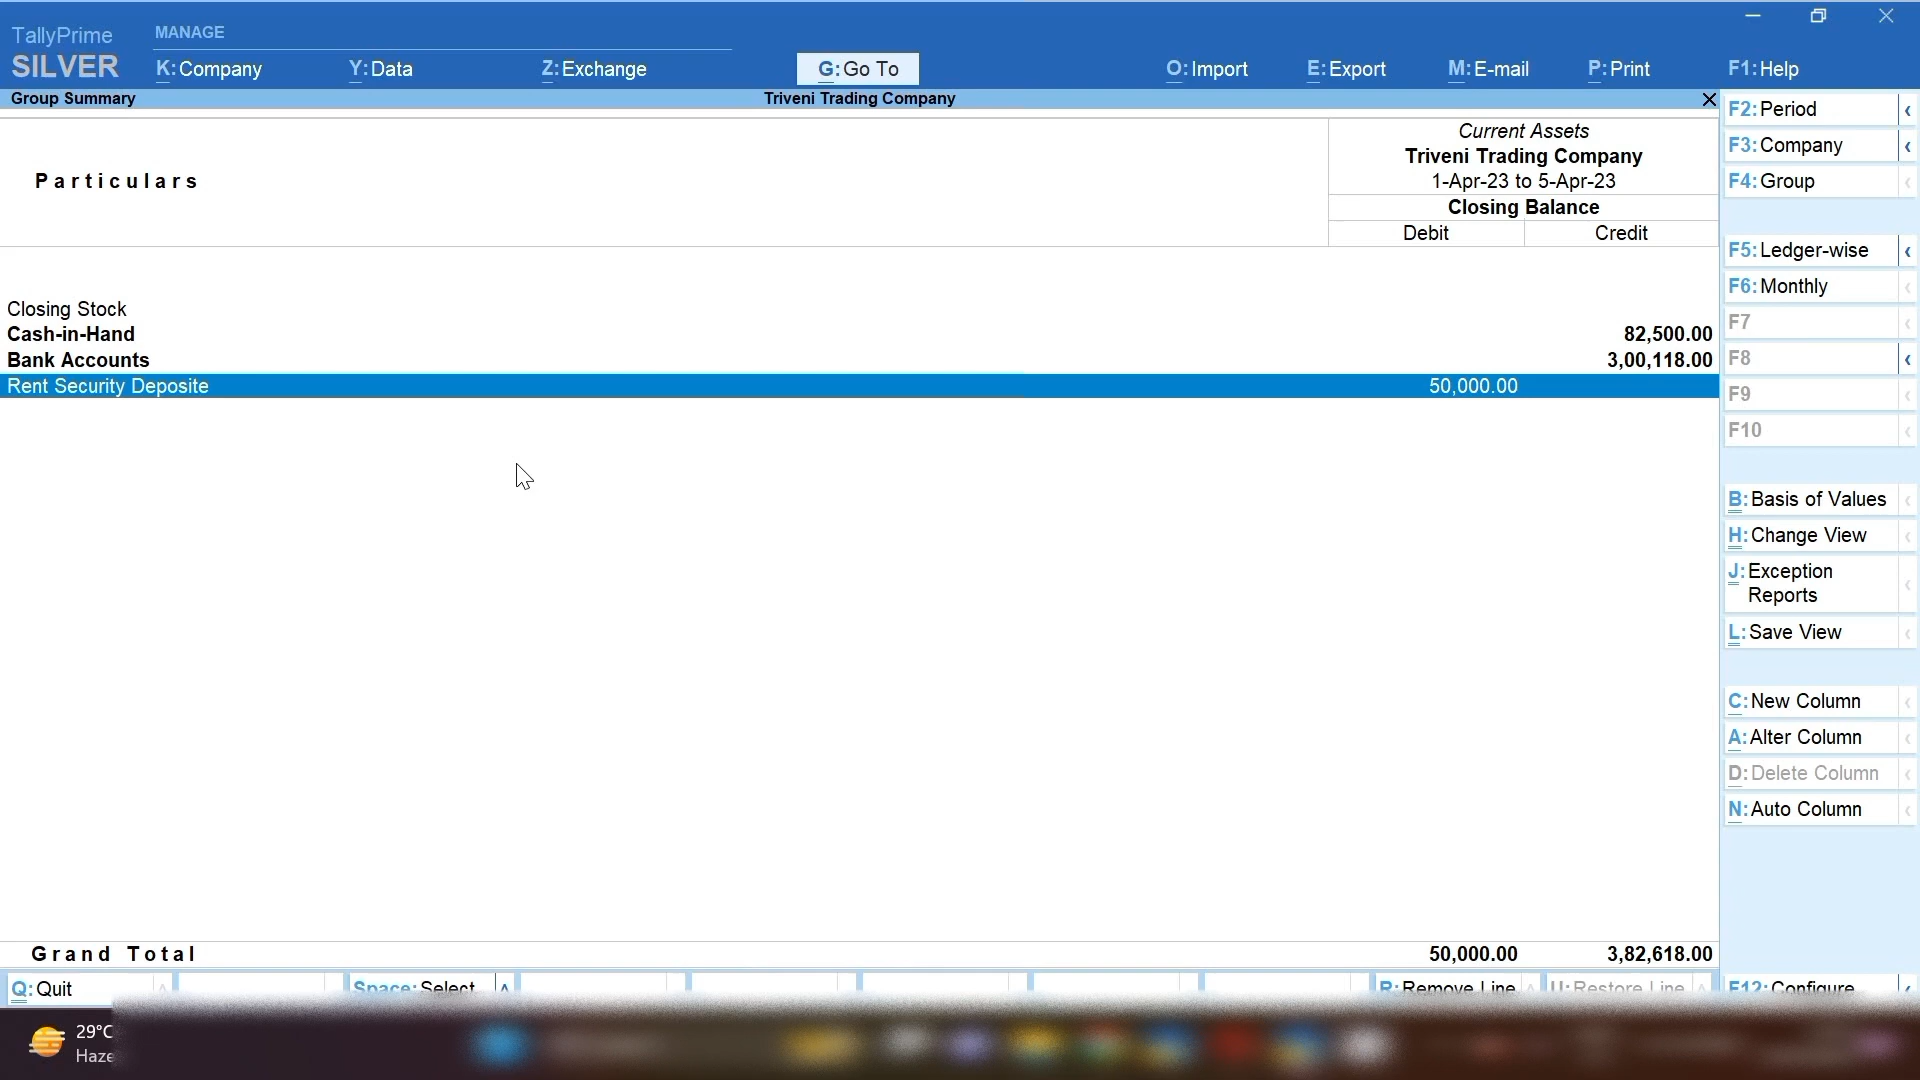 TallyPrime
SILVER
MANAGE
K:Company Y:Data Z:Exchange G:Go To O:Import E:Export M:E-mail P:Print F1:Help
Group Summary Triveni Trading Company
Particulars
Current Assets
Triveni Trading Company
1-Apr-23 to 5-Apr-23
Closing Balance
Debit Credit
Closing Stock
Cash-in-Hand 82,500.00
Bank Accounts 3,00,118.00
Rent Security Deposite 50,000.00
Grand Total 50,000.00 3,82,618.00
F2:Period
F3:Company
F4:Group
F5:Ledger-wise
F6:Monthly
F7
F8
F9
F10
B:Basis of Values
H:Change View
J:Exception
Reports
L:Save View
C:New Column
A:Alter Column
D:Delete Column
N:Auto Column
Q:Quit Space:Select R:Remove Line U:Restore Line F12:Configure
29°C
Haze